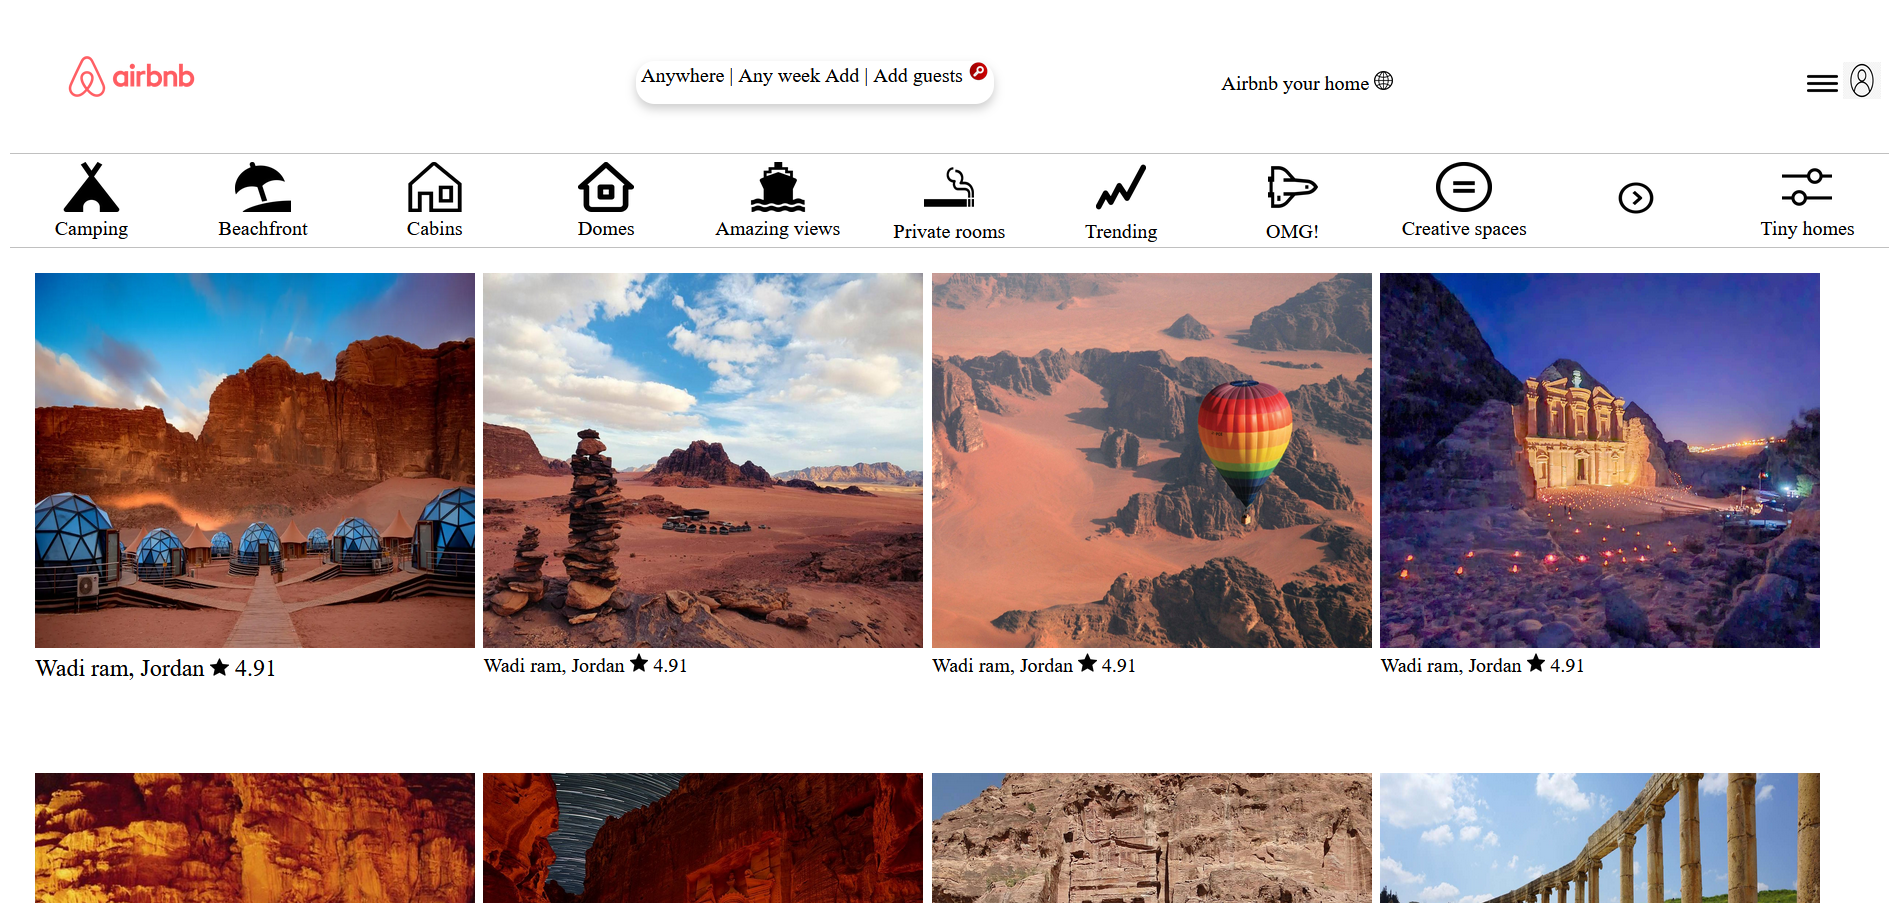 airbnb
Anywhere | Any week Add | Add guests
Airbnb your home
Camping
Beachfront
Cabins
Domes
Amazing views
Private rooms
Trending
OMG!
Creative spaces
Tiny homes
Wadi ram, Jordan ★ 4.91
Wadi ram, Jordan ★ 4.91
Wadi ram, Jordan ★ 4.91
Wadi ram, Jordan ★ 4.91